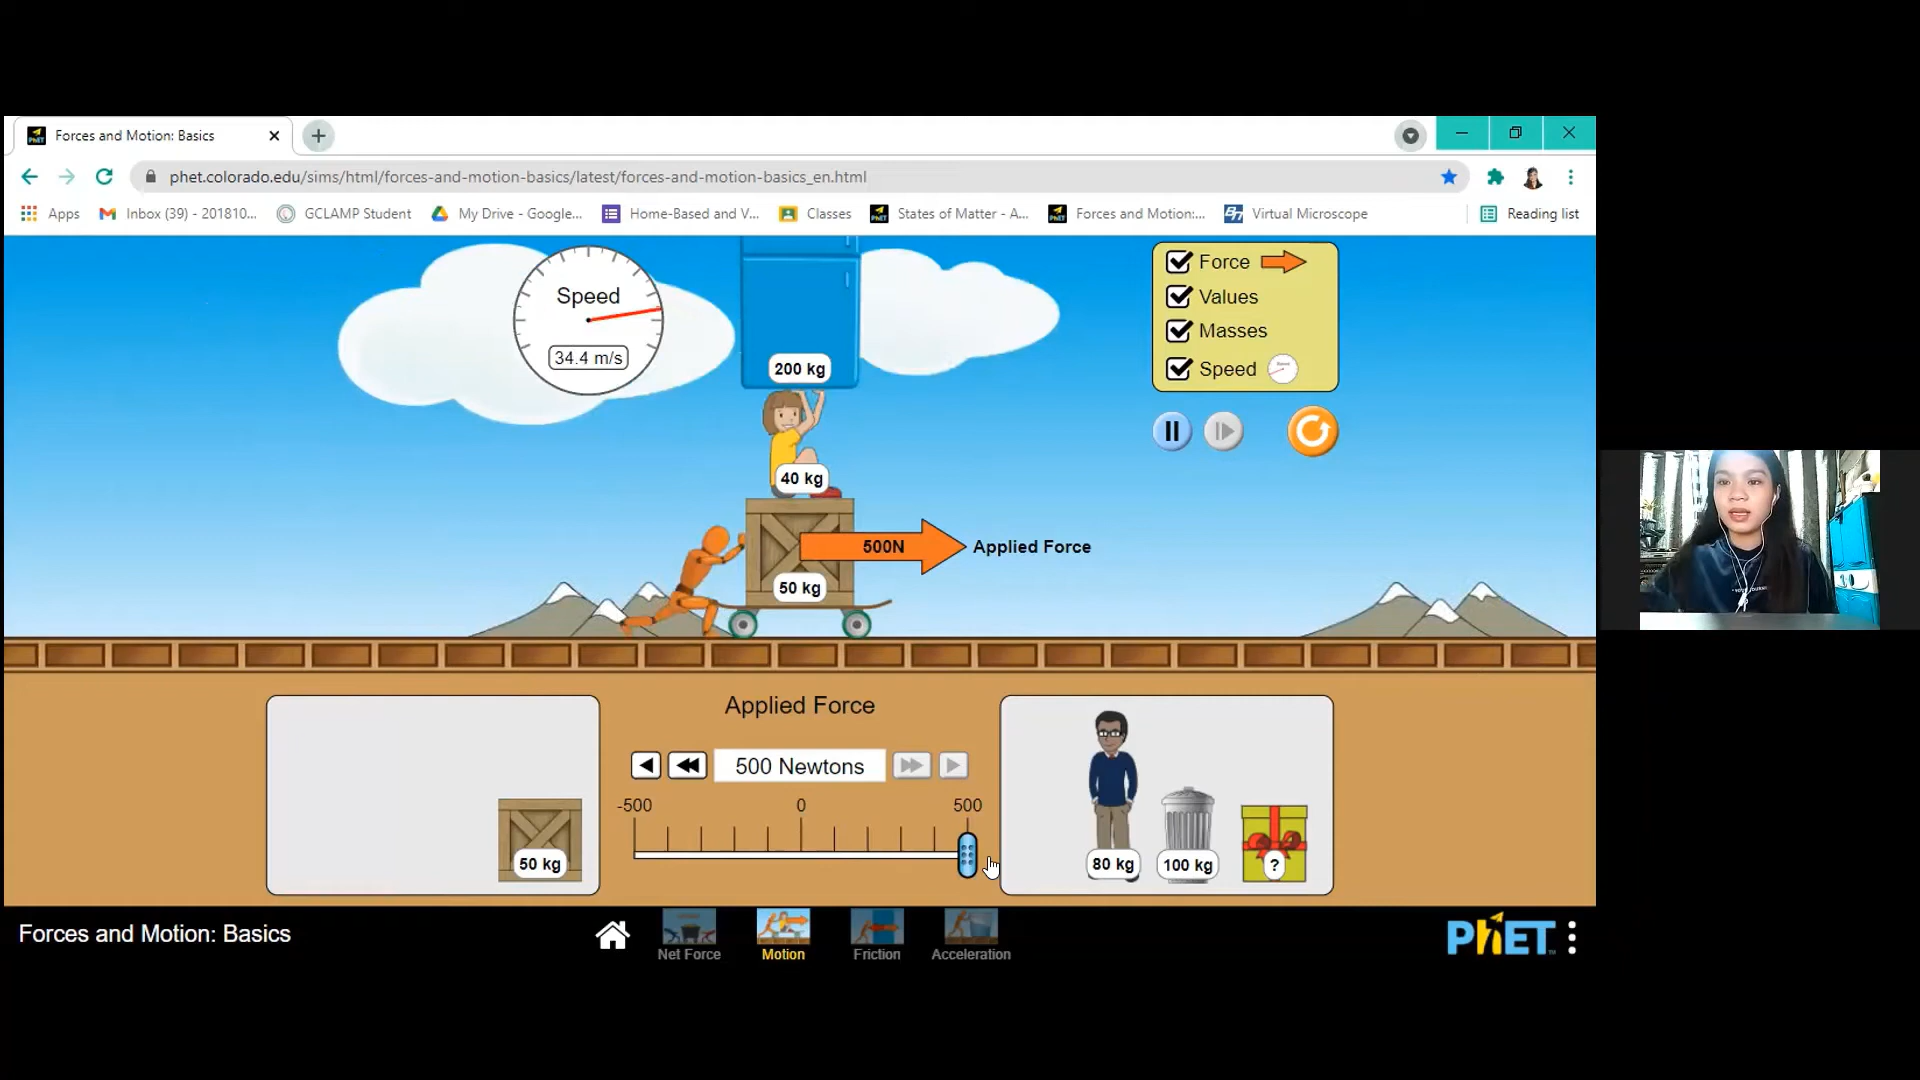 Forces and Motion: Basics
phet.colorado.edu/sims/html/forces-and-motion-basics/latest/forces-and-motion-basics_en.html
Apps
Inbox (39) - 201810...
GCLAMP Student
My Drive - Google...
Home-Based and V...
Classes
States of Matter - A...
Forces and Motion:...
Virtual Microscope
Reading list
Speed
34.4 m/s
200 kg
40 kg
500N
Applied Force
50 kg
Force
Values
Masses
Speed
Applied Force
500 Newtons
-500
0
500
50 kg
80 kg
100 kg
?
Forces and Motion: Basics
Net Force
Motion
Friction
Acceleration
PhET